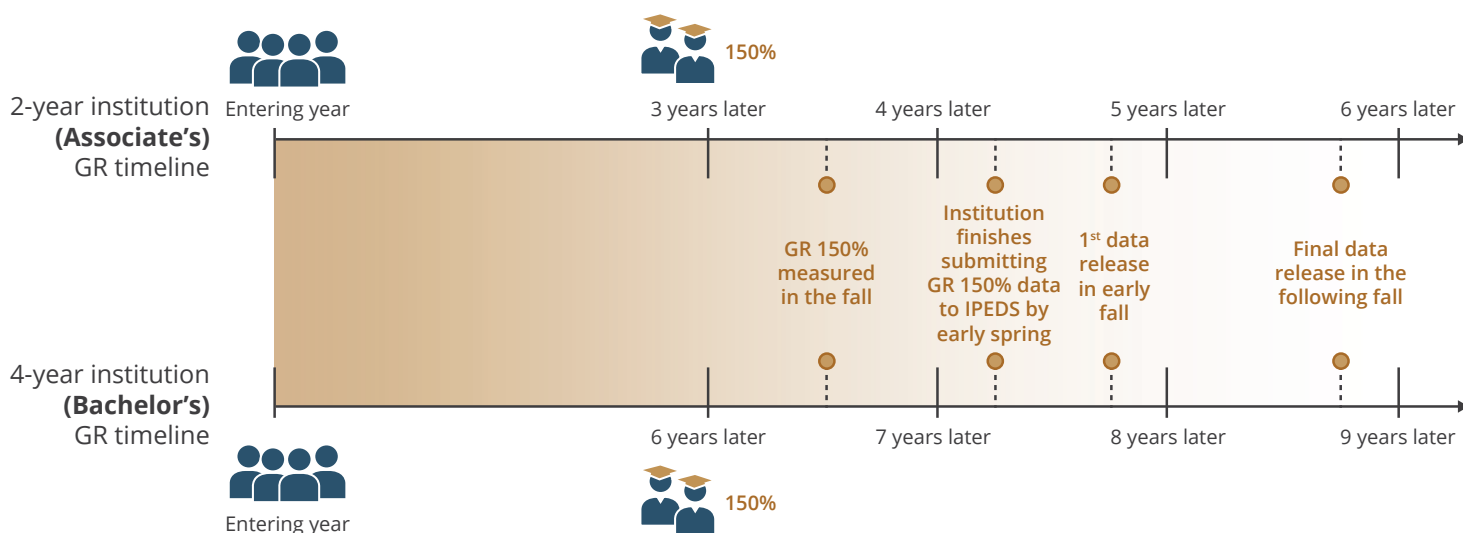 150%
2-year institution
(Associate’s)
GR timeline
Entering year
3 years later
4 years later
5 years later
6 years later
GR 150%
measured
in the fall
Institution
finishes
submitting
GR 150% data
to IPEDS by
early spring
1st data
release
in early
fall
Final data
release in the
following fall
4-year institution
(Bachelor’s)
GR timeline
6 years later
7 years later
8 years later
9 years later
150%
Entering year